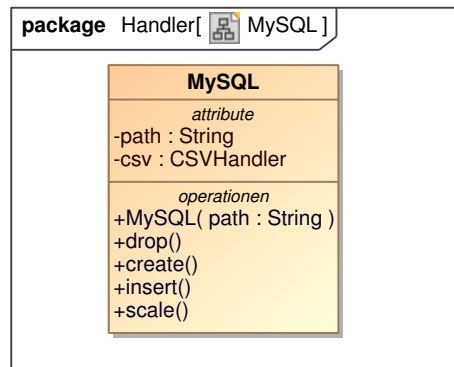 package Handler[ MySQL ]
MySQL
attribute
-path : String
-csv : CSVHandler
operationen
+MySQL( path : String )
+drop()
+create()
+insert()
+scale()